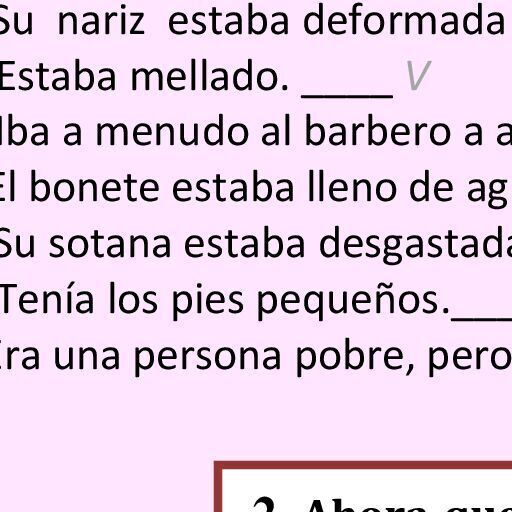 Su nariz estaba deformada
Estaba mellado. ____ V
Iba a menudo al barbero a a
El bonete estaba lleno de ag
Su sotana estaba desgastada
Tenía los pies pequeños.___
Era una persona pobre, pero
2. Ahora que